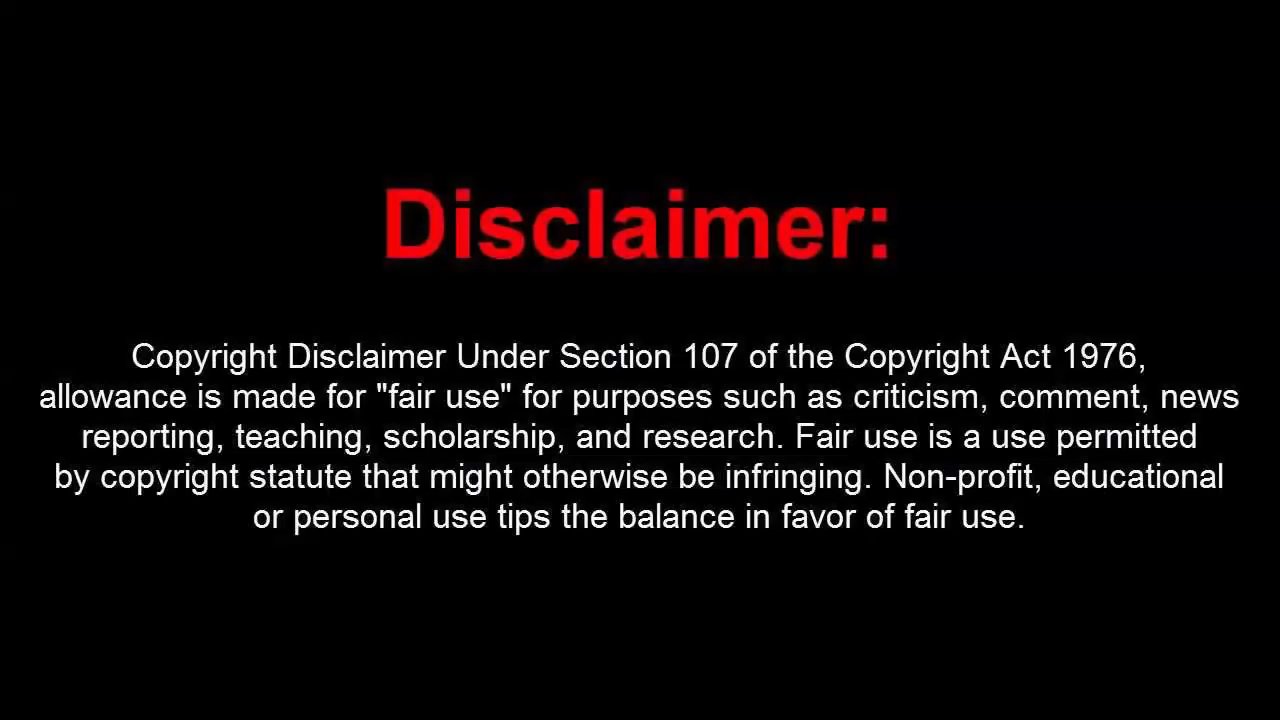 Disclaimer:
Copyright Disclaimer Under Section 107 of the Copyright Act 1976,
allowance is made for "fair use" for purposes such as criticism, comment, news
reporting, teaching, scholarship, and research. Fair use is a use permitted
by copyright statute that might otherwise be infringing. Non-profit, educational
or personal use tips the balance in favor of fair use.